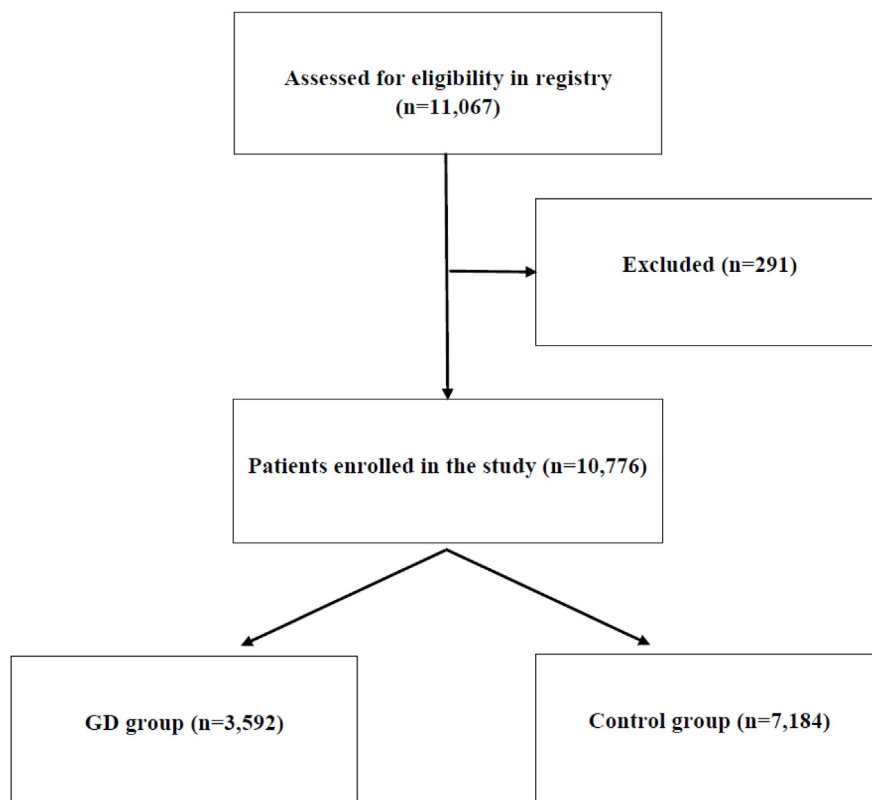 Assessed for eligibility in registry
(n=11,067)
Excluded (n=291)
Patients enrolled in the study (n=10,776)
GD group (n=3,592)
Control group (n=7,184)